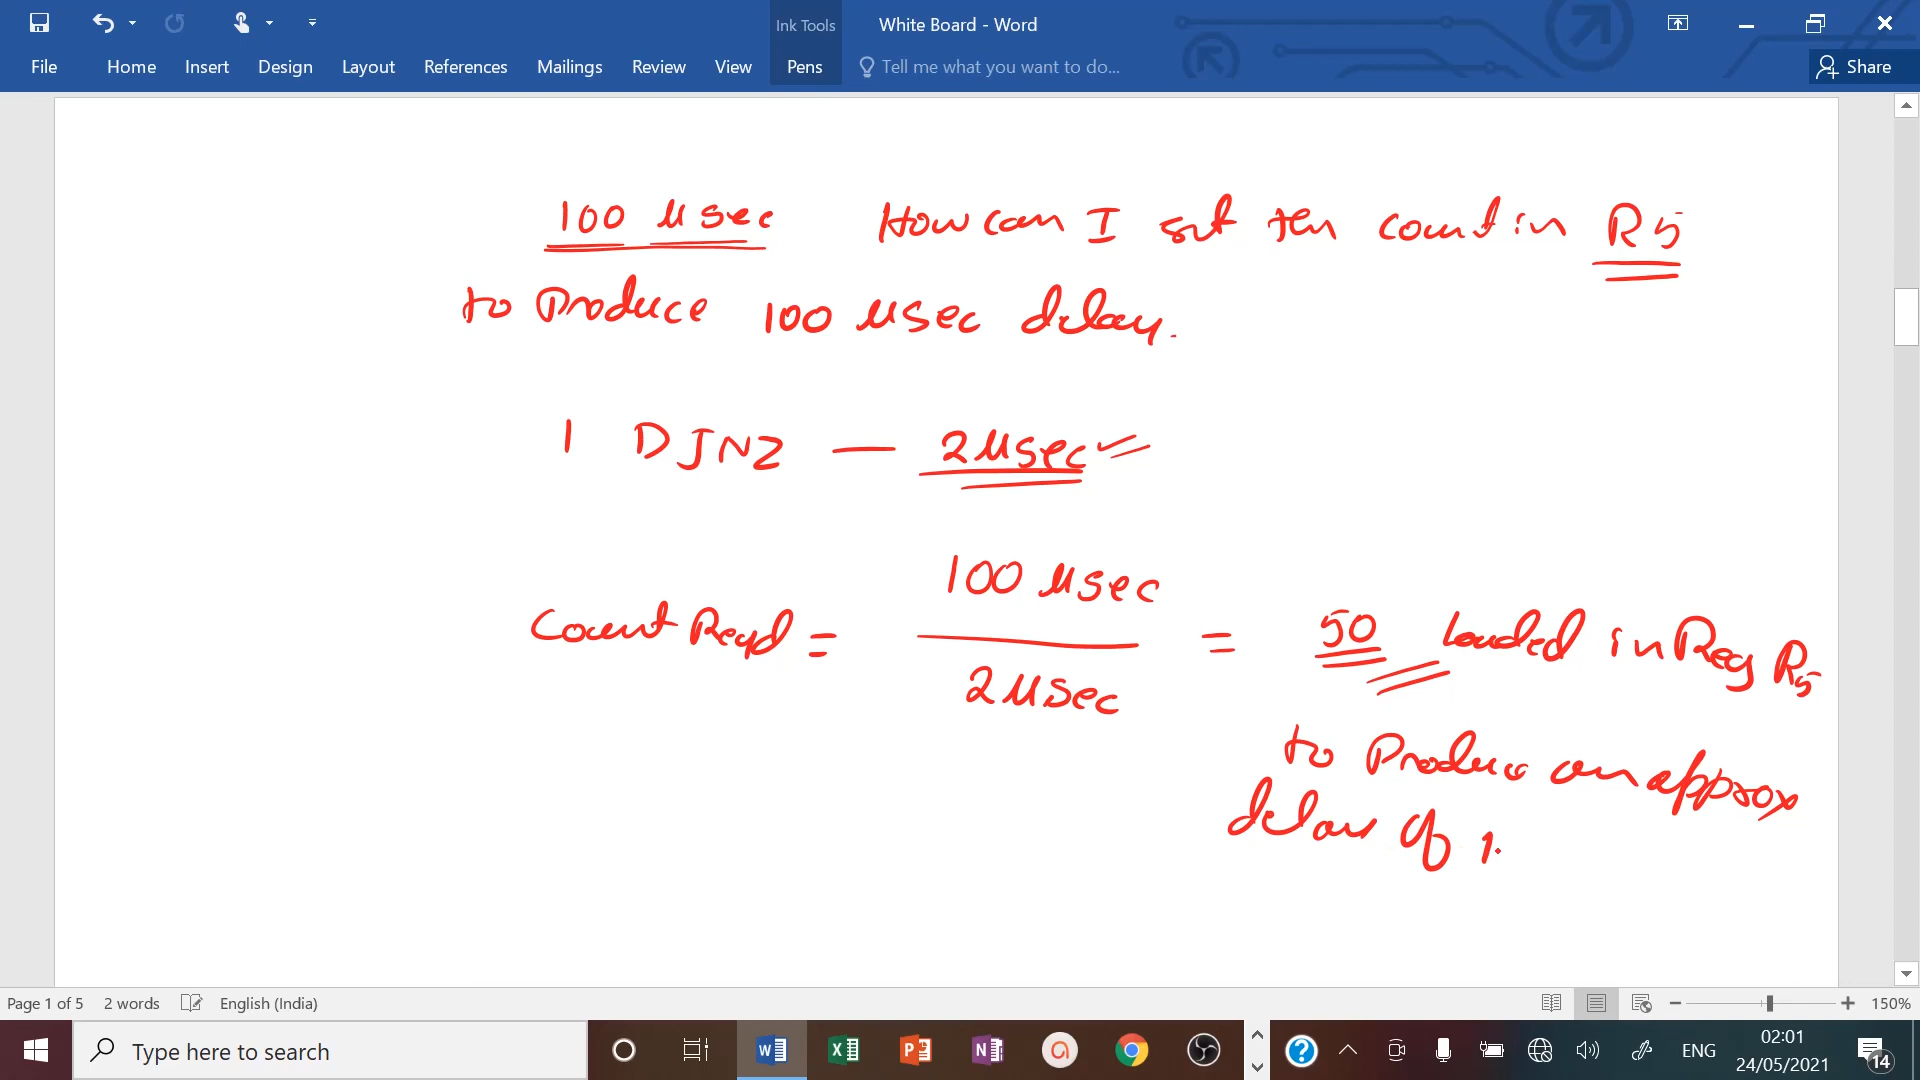 Ink Tools
White Board - Word
File Home Insert Design Layout References Mailings Review View Pens Tell me what you want to do... Share
100 μsec How can I set the count in R5
to Produce 100 μsec delay.
1 DJNZ — 2μsec
100 μsec
Count Reqd = = 50 loaded in Reg R5
2 μsec
to Produce an approx
delay of 1
Page 1 of 5 2 words English (India) 150%
Type here to search
ENG
02:01
24/05/2021
14